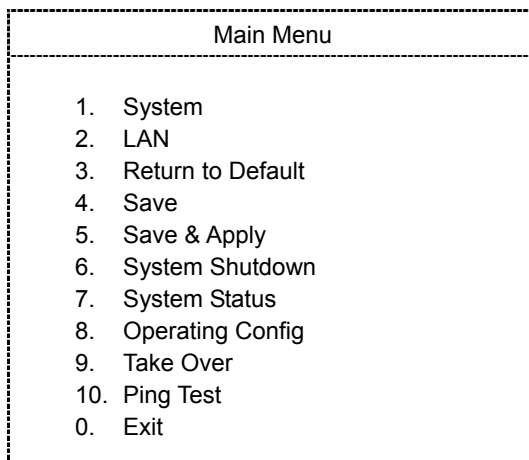 Main Menu
1. System
2. LAN
3. Return to Default
4. Save
5. Save & Apply
6. System Shutdown
7. System Status
8. Operating Config
9. Take Over
10. Ping Test
0. Exit